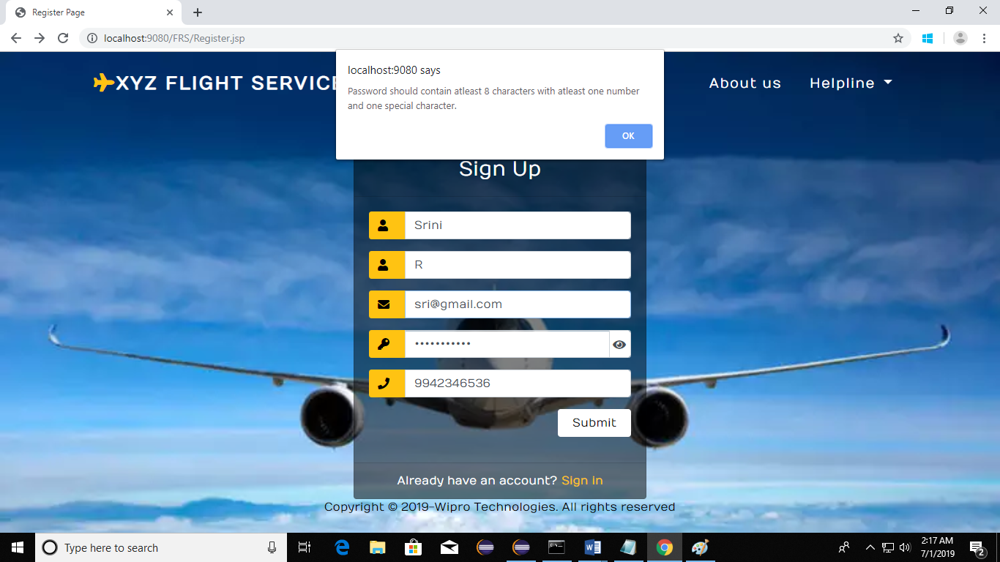 Register Page
localhost:9080/FRS/Register.jsp
XYZ FLIGHT SERVICE
About us
Helpline
localhost:9080 says
Password should contain atleast 8 characters with atleast one number
and one special character.
OK
Sign Up
Srini
R
sri@gmail.com
9942346536
Submit
Already have an account? Sign In
Copyright © 2019-Wipro Technologies. All rights reserved
Type here to search
2:17 AM
7/1/2019
2